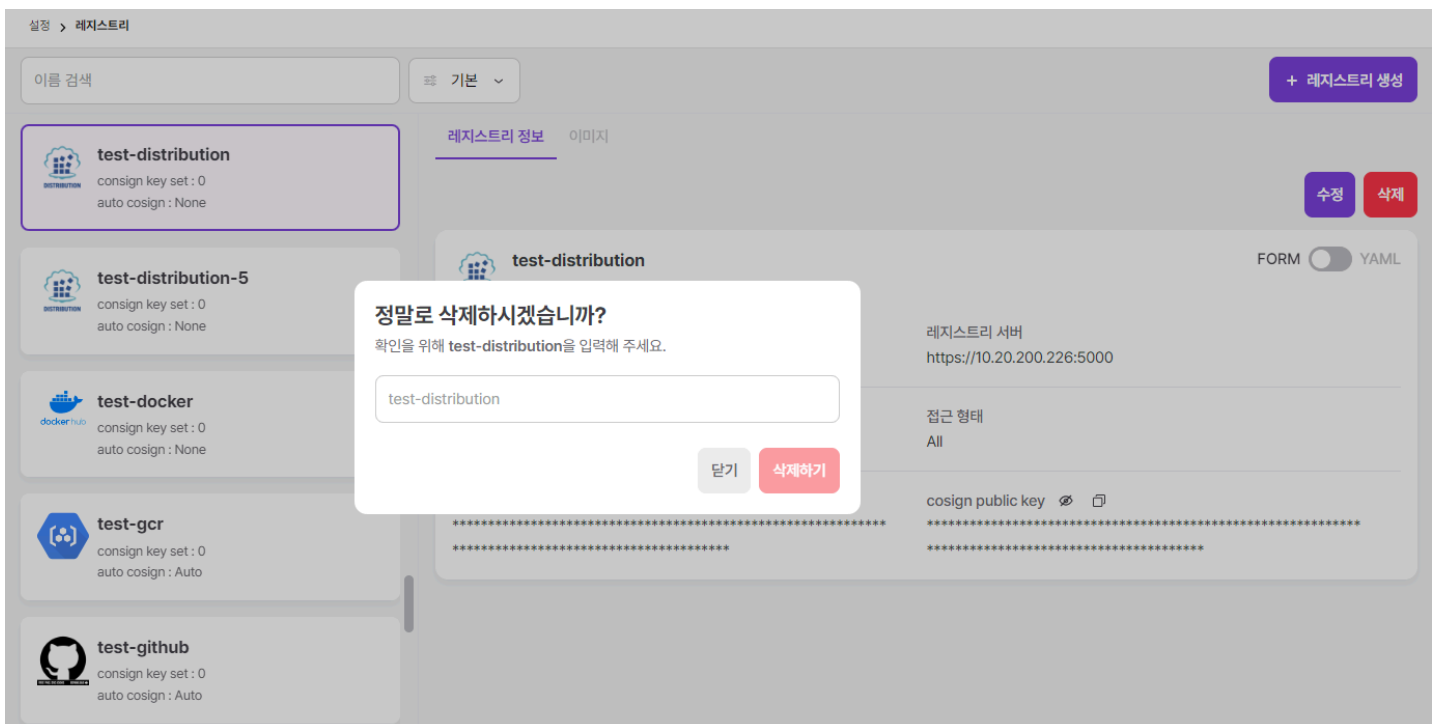 설정 > 레지스트리
이름 검색
기본
+ 레지스트리 생성
test-distribution
consign key set : 0
auto cosign : None
DISTRIBUTION
test-distribution-5
consign key set : 0
auto cosign : None
DISTRIBUTION
test-docker
consign key set : 0
auto cosign : None
dockerhub
test-gcr
consign key set : 0
auto cosign : Auto
test-github
consign key set : 0
auto cosign : Auto
레지스트리 정보 이미지
수정 삭제
test-distribution
FORM YAML
레지스트리 서버
https://10.20.200.226:5000
접근 형태
All
cosign public key
************************************************************* *************************************************************
*************************************** ***************************************
정말로 삭제하시겠습니까?
확인을 위해 test-distribution을 입력해 주세요.
test-distribution
닫기 삭제하기